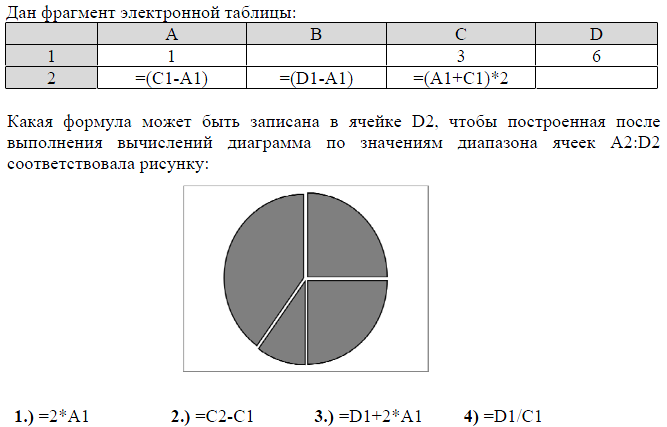 Дан фрагмент электронной таблицы:
A B C D
1 1 3 6
2 =(C1-A1) =(D1-A1) =(A1+C1)*2
Какая формула может быть записана в ячейке D2, чтобы построенная после
выполнения вычислений диаграмма по значениям диапазона ячеек A2:D2
соответствовала рисунку:
1.) =2*A1 2.) =C2-C1 3.) =D1+2*A1 4) =D1/C1